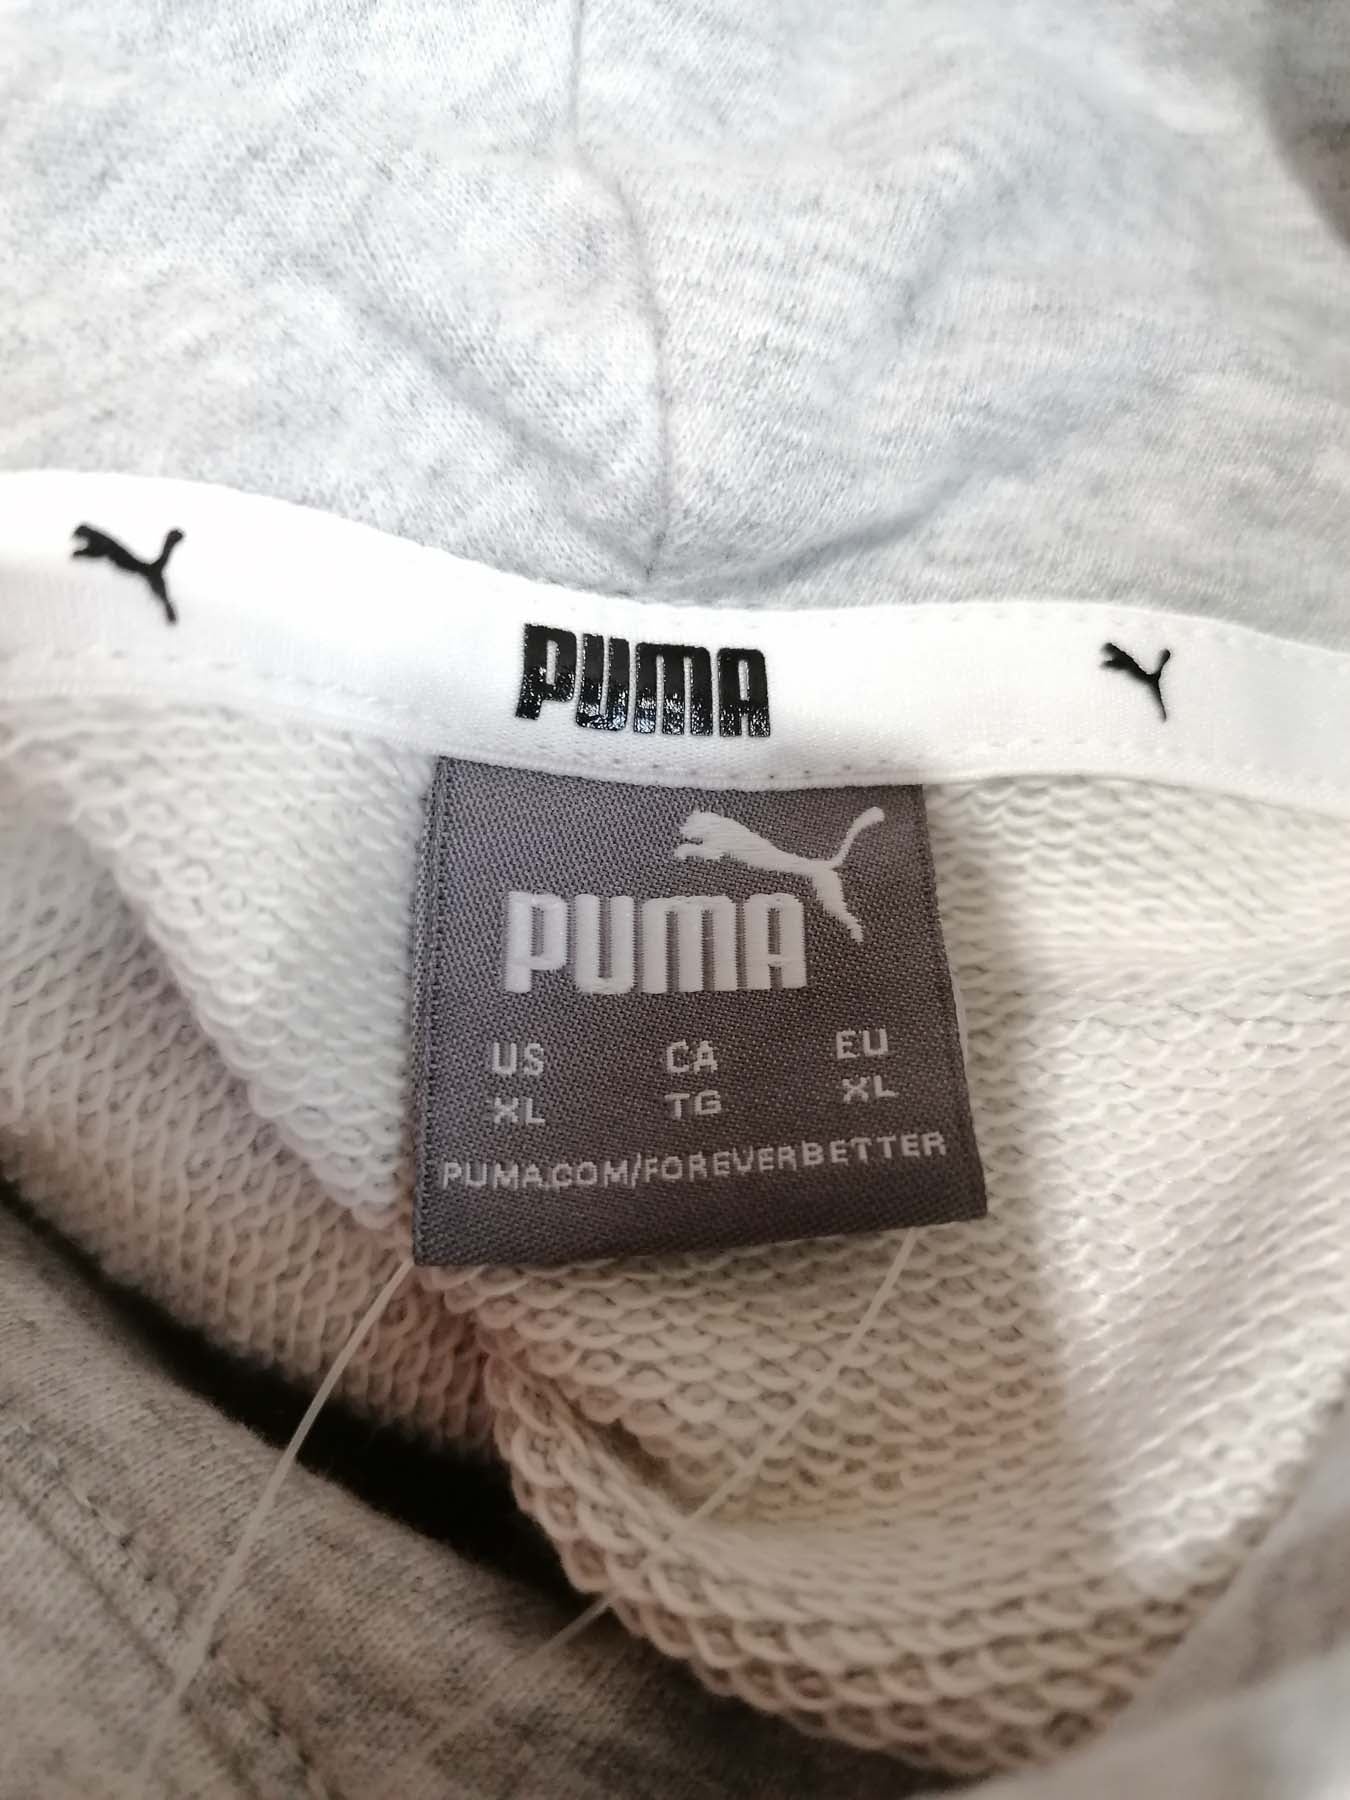 PUMA
PUMA
US CA EU
XL TG XL
PUMA.COM/FOREVERBETTER